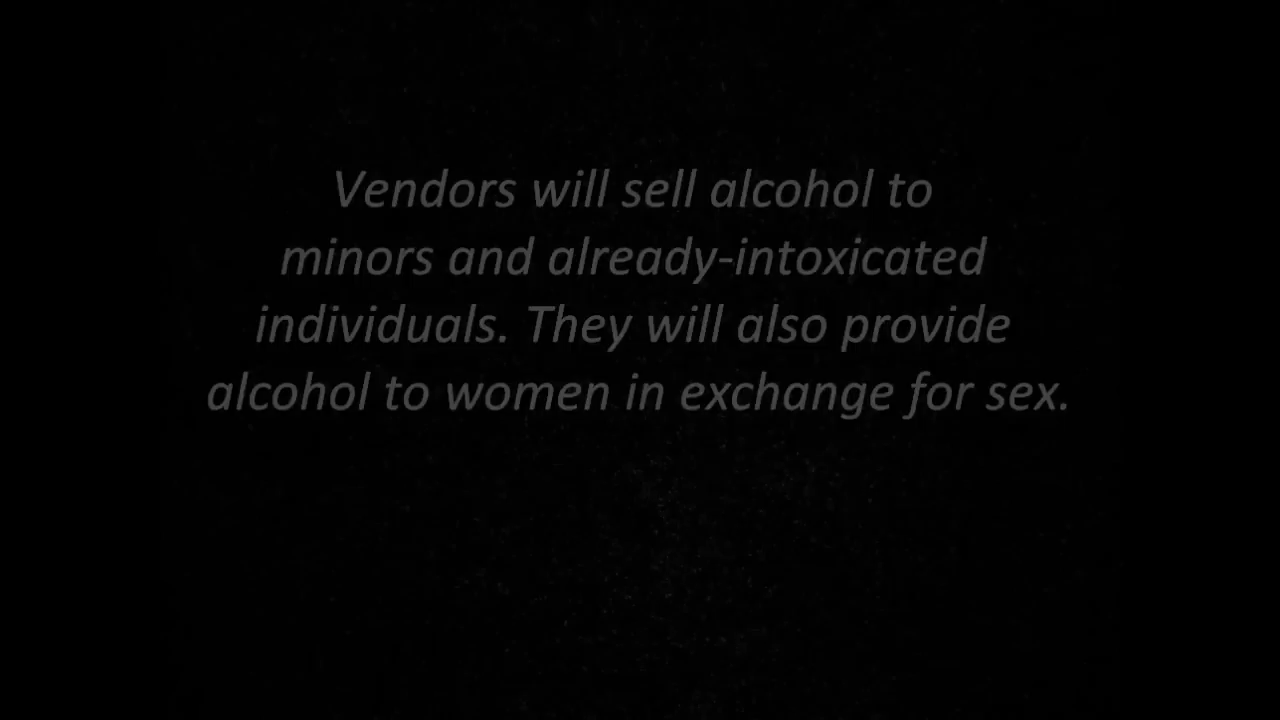 Vendors will sell alcohol to
minors and already-intoxicated
individuals. They will also provide
alcohol to women in exchange for sex.